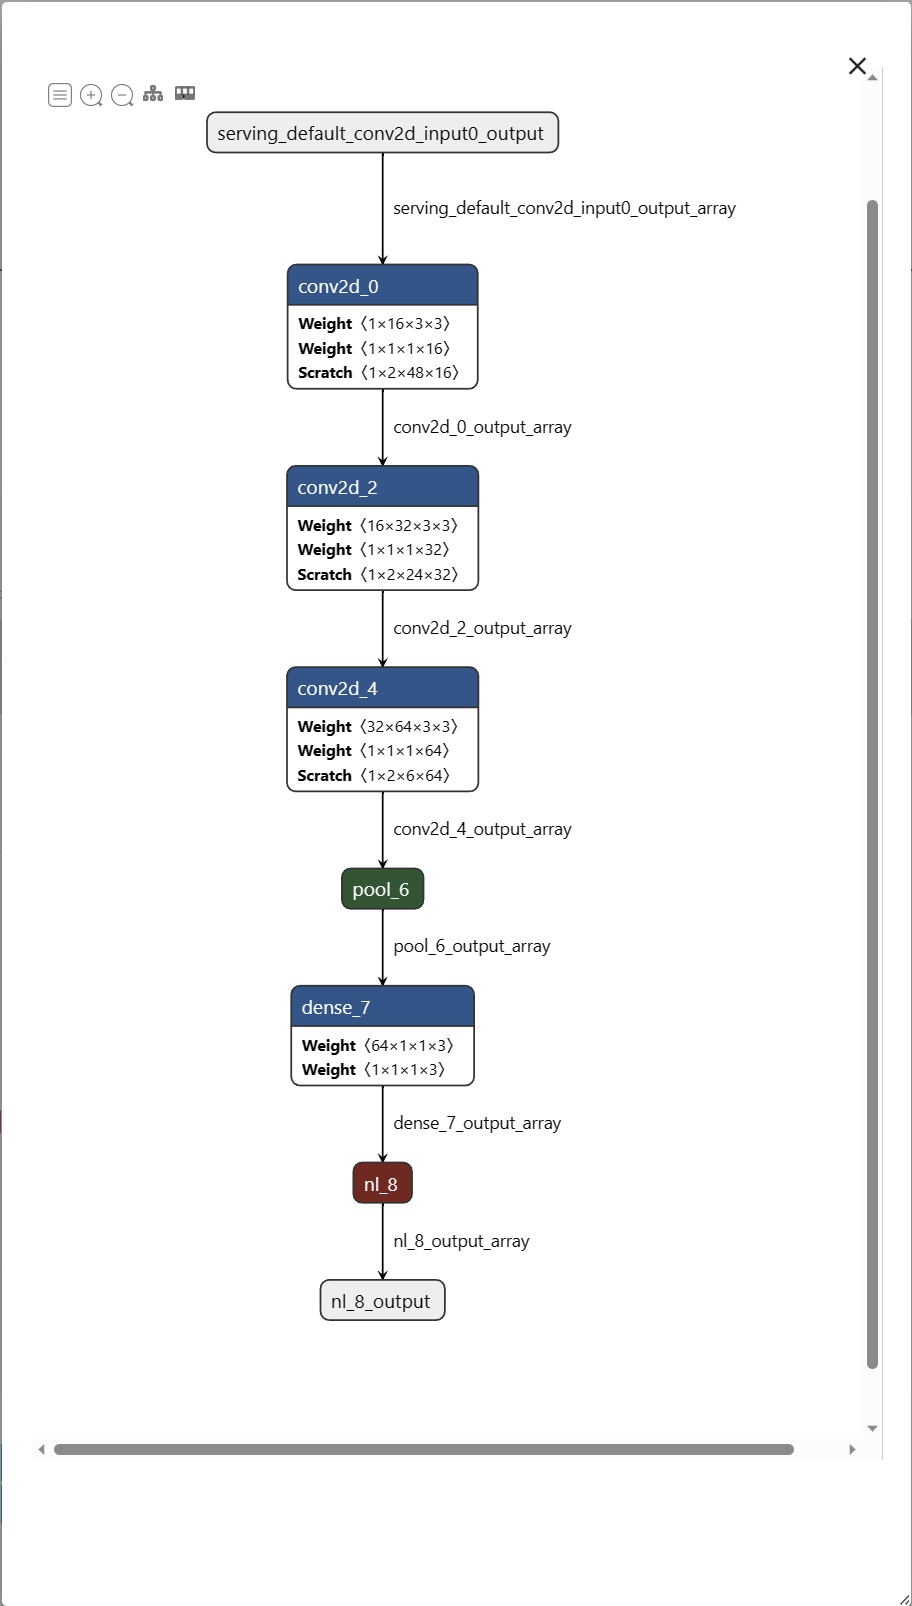 serving_default_conv2d_input0_output
serving_default_conv2d_input0_output_array
conv2d_0
Weight 〈1×16×3×3〉
Weight 〈1×1×1×16〉
Scratch 〈1×2×48×16〉
conv2d_0_output_array
conv2d_2
Weight 〈16×32×3×3〉
Weight 〈1×1×1×32〉
Scratch 〈1×2×24×32〉
conv2d_2_output_array
conv2d_4
Weight 〈32×64×3×3〉
Weight 〈1×1×1×64〉
Scratch 〈1×2×6×64〉
conv2d_4_output_array
pool_6
pool_6_output_array
dense_7
Weight 〈64×1×1×3〉
Weight 〈1×1×1×3〉
dense_7_output_array
nl_8
nl_8_output_array
nl_8_output